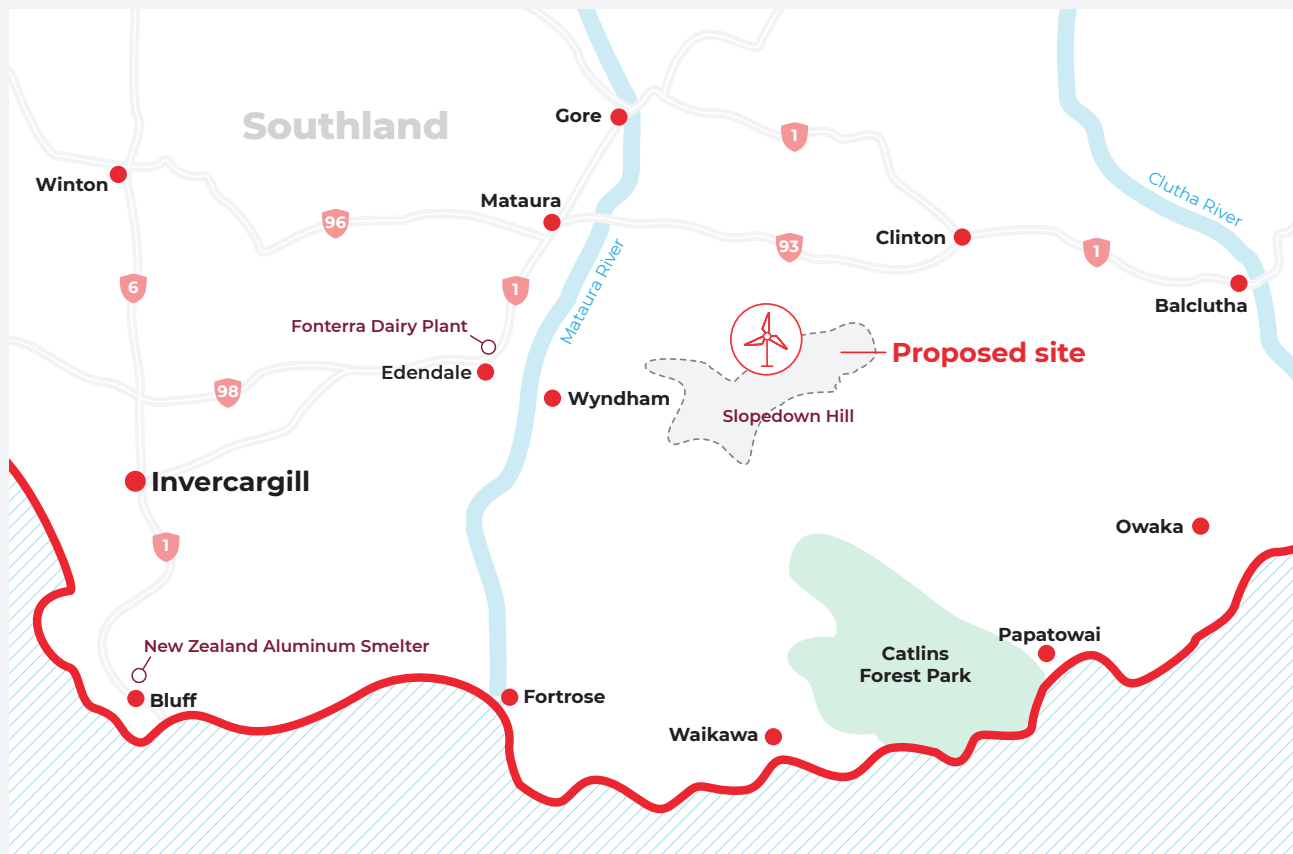 Southland
Gore
1
Winton
Clutha River
Mataura
96
93
Clinton
1
Mataura River
6
1
Balclutha
Fonterra Dairy Plant
Proposed site
Edendale
98
Wyndham
Slopedown Hill
Invercargill
Owaka
1
New Zealand Aluminum Smelter
Papatowai
Catlins
Forest Park
Bluff
Fortrose
Waikawa